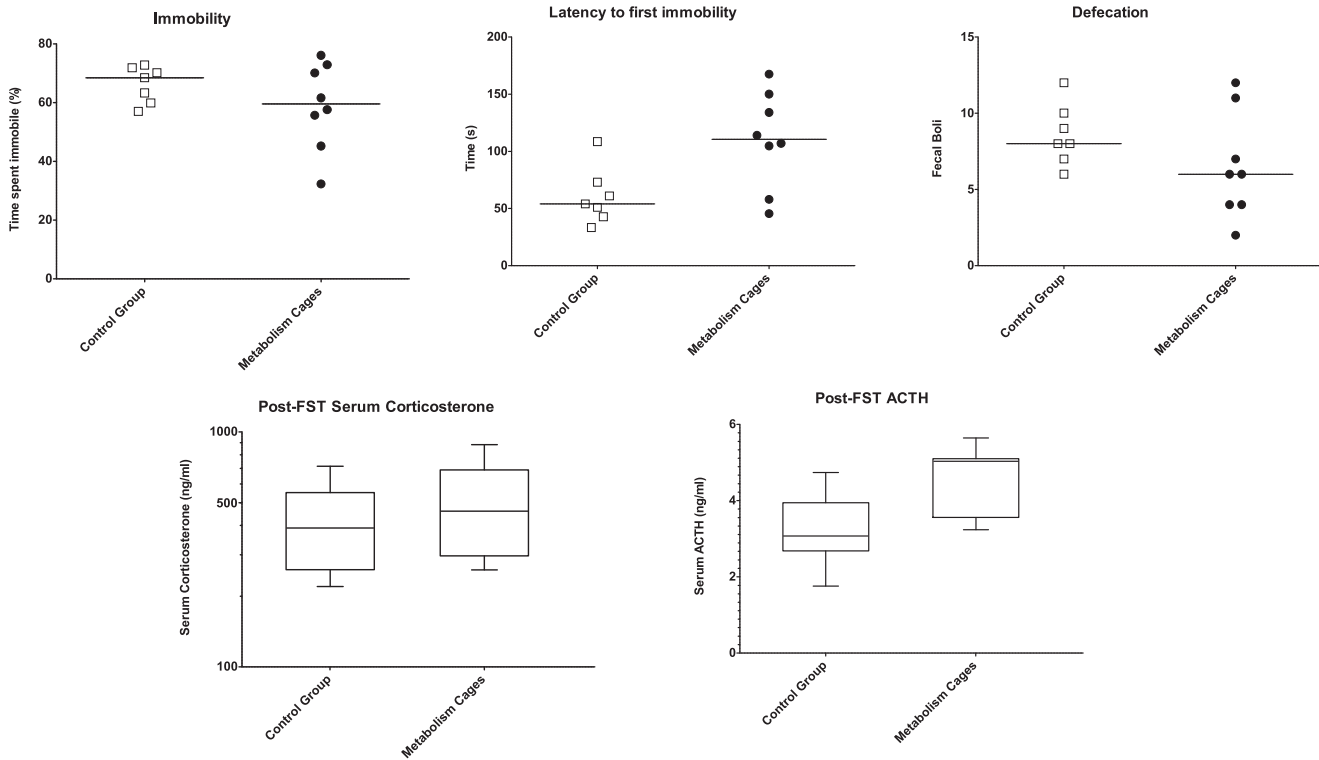 Immobility
Time spent immobile (%)
80
60
40
20
0
Control Group
Metabolism Cages
Latency to first immobility
Time (s)
200
150
100
50
0
Control Group
Metabolism Cages
Defecation
Fecal Boli
15
10
5
0
Control Group
Metabolism Cages
Post-FST Serum Corticosterone
Serum Corticosterone (ng/ml)
1000
500
100
Control Group
Metabolism Cages
Post-FST ACTH
Serum ACTH (ng/ml)
6
4
2
0
Control Group
Metabolism Cages